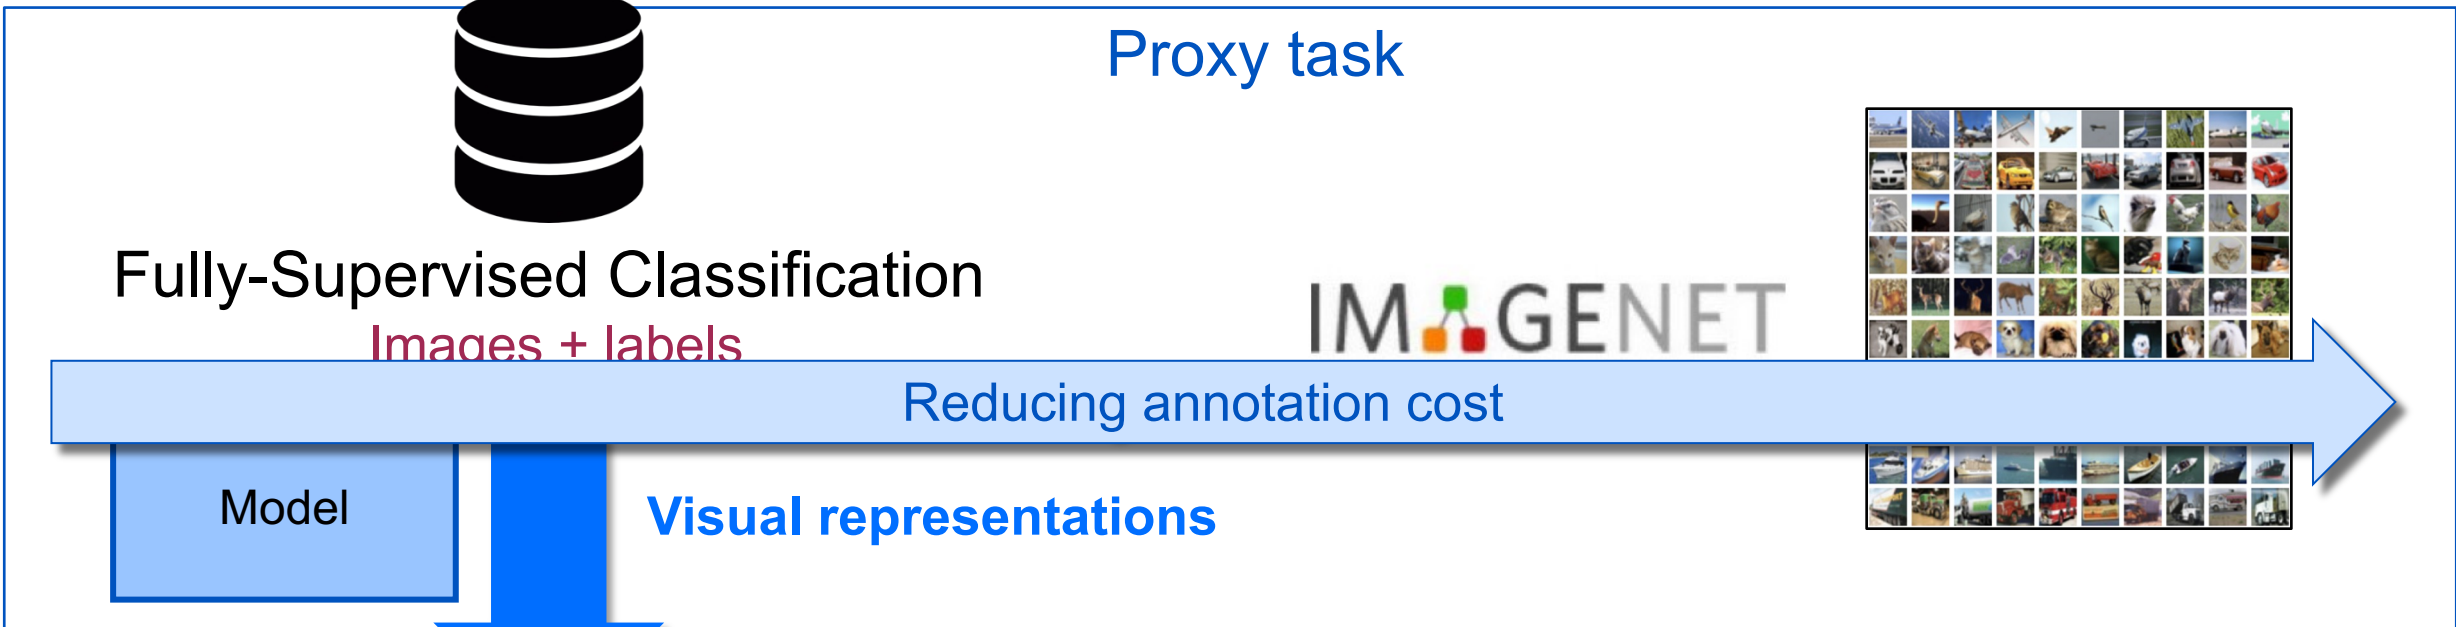 Proxy task
Fully-Supervised Classification
Images + labels
IMAGENET
Reducing annotation cost
Model
Visual representations